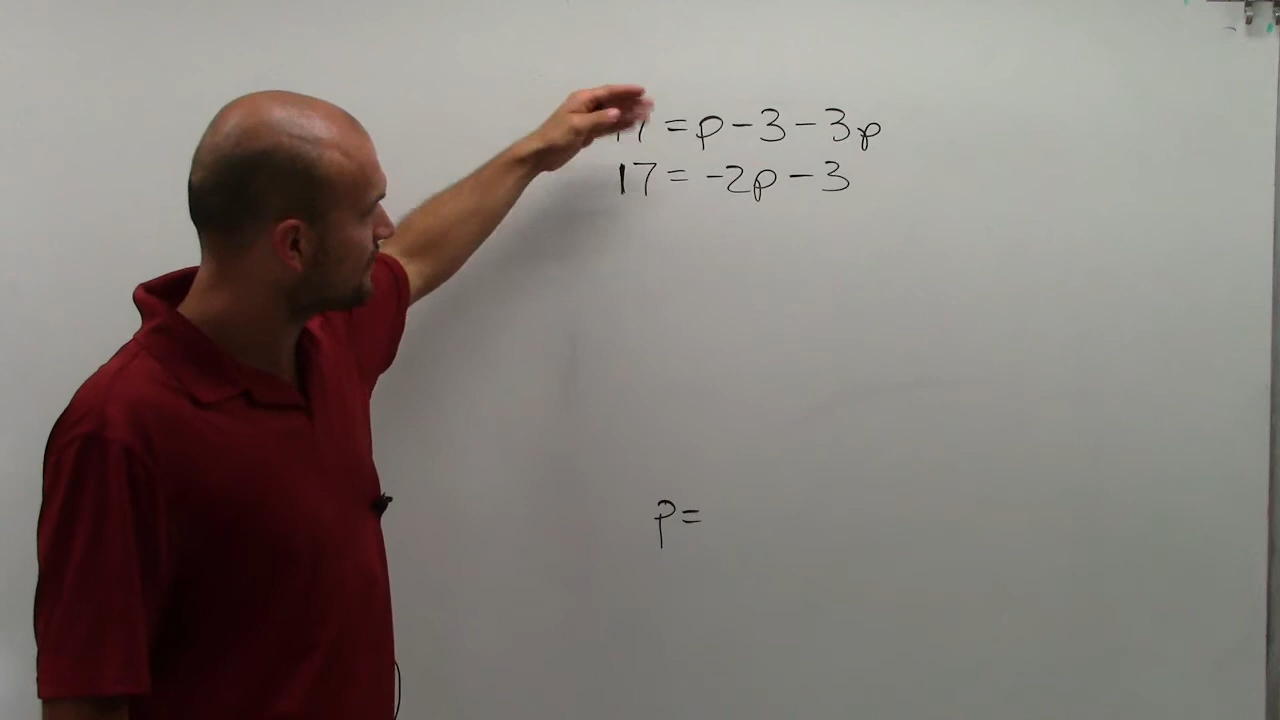 17 = p - 3 - 3p
17 = -2p - 3
p =